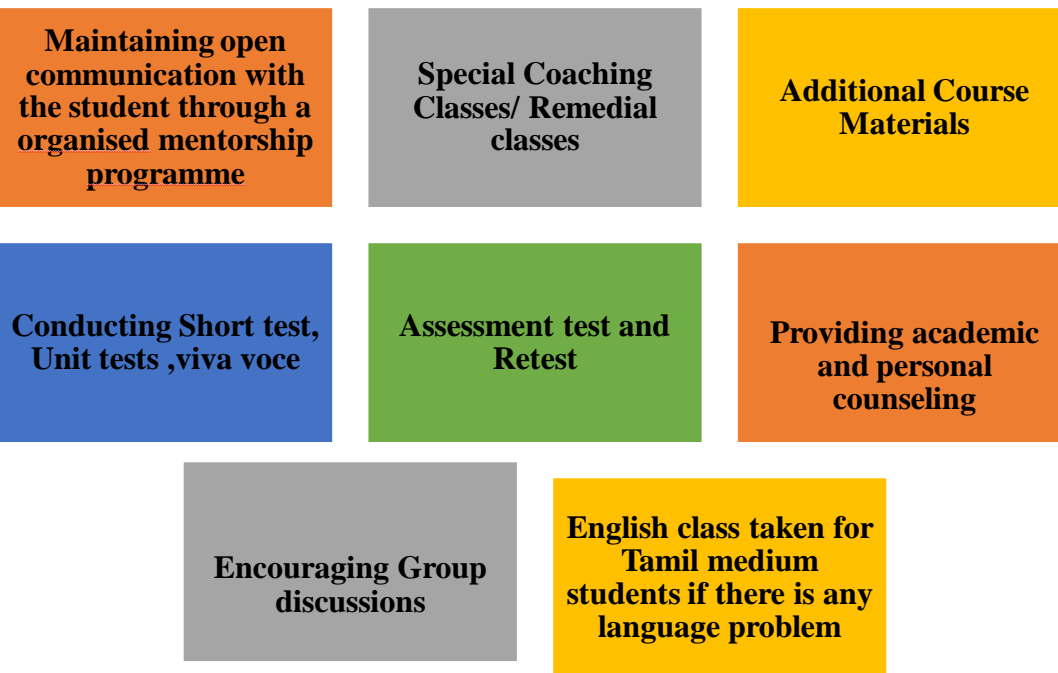 Maintaining open
communication with
the student through a
organised mentorship
programme
Special Coaching
Classes/ Remedial
classes
Additional Course
Materials
Conducting Short test,
Unit tests ,viva voce
Assessment test and
Retest
Providing academic
and personal
counseling
Encouraging Group
discussions
English class taken for
Tamil medium
students if there is any
language problem